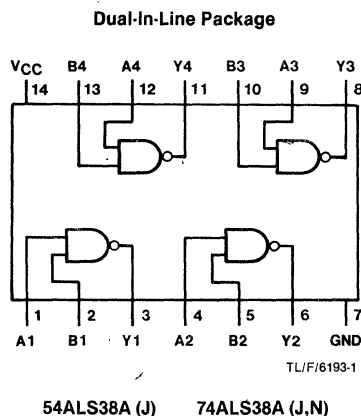 Dual-In-Line Package
VCC B4 A4 Y4 B3 A3 Y3
14 13 12 11 10 9 8
1 2 3 4 5 6 7
A1 B1 Y1 A2 B2 Y2 GND
TL/F/6193-1
54ALS38A (J) 74ALS38A (J,N)